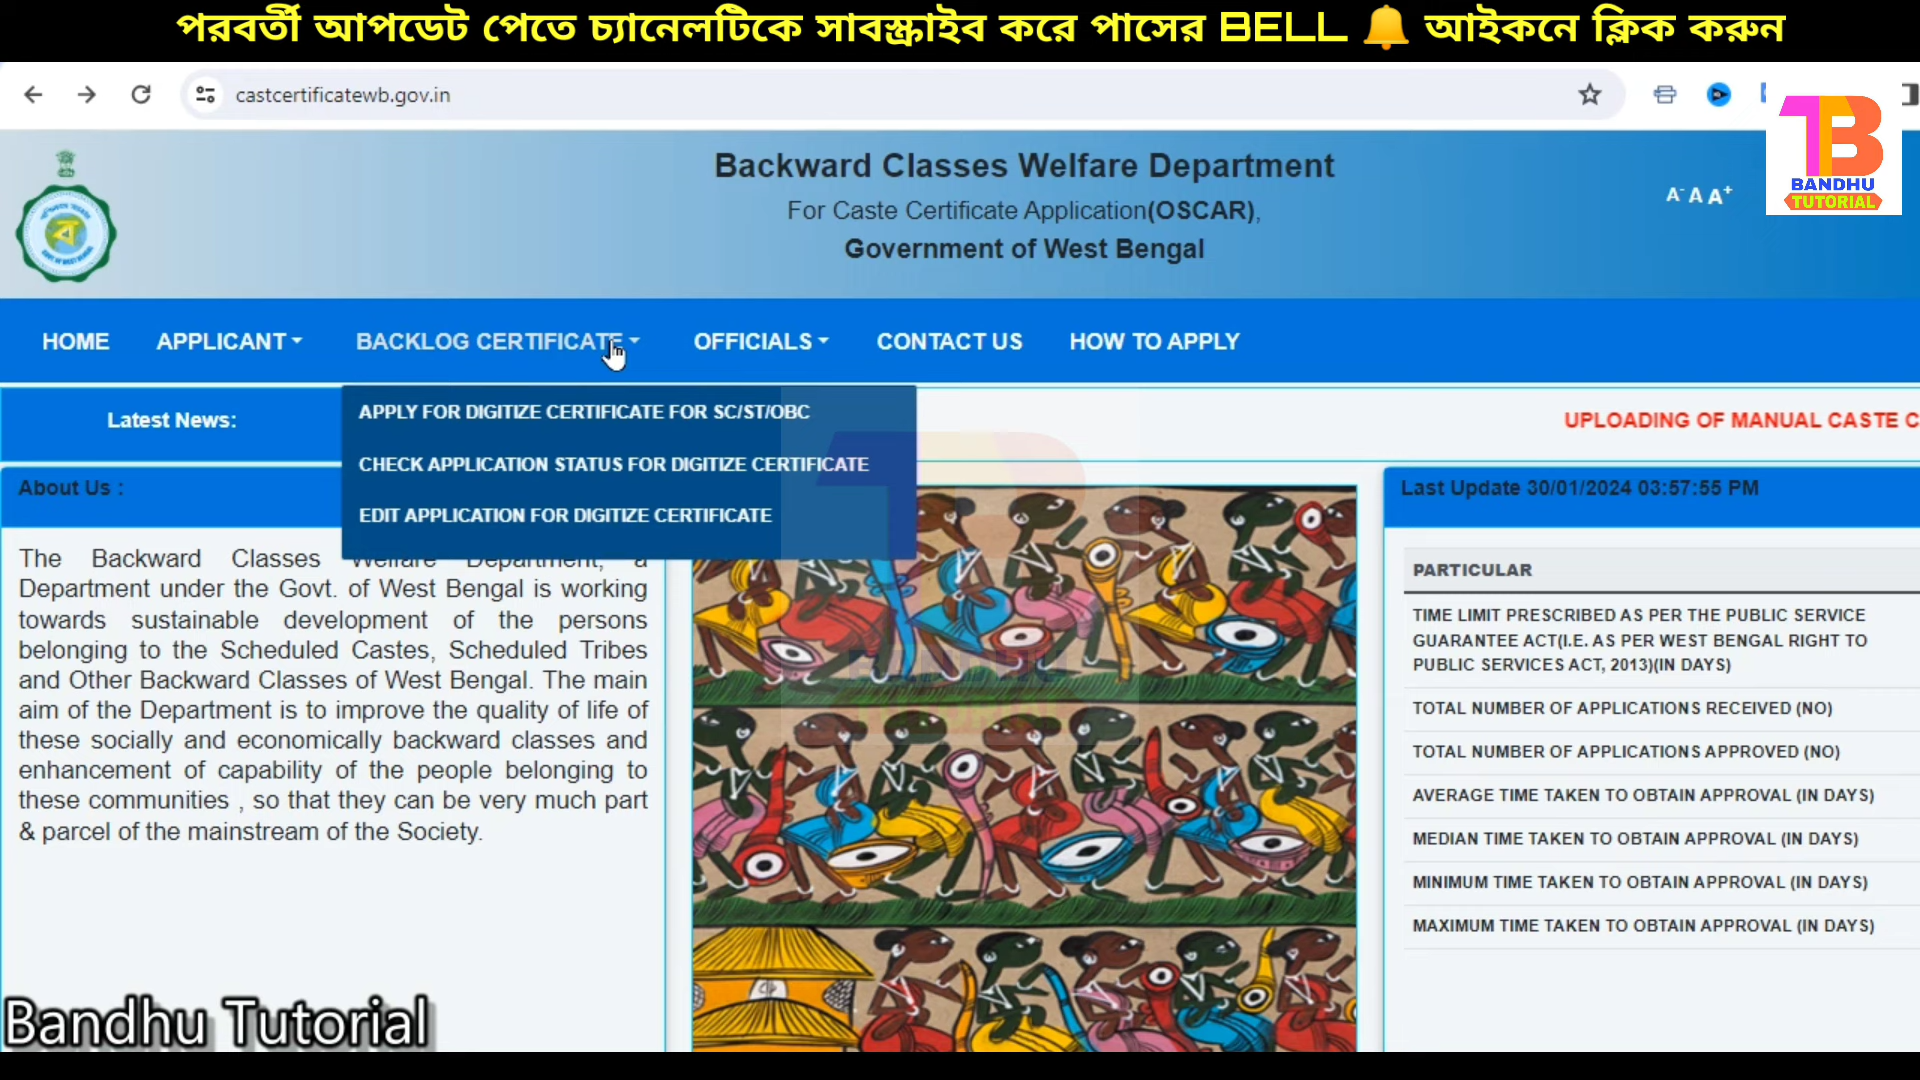 পরবর্তী আপডেট পেতে চ্যানেলটিকে সাবস্ক্রাইব করে পাসের BELL 🔔 আইকনে ক্লিক করুন
castcertificatewb.gov.in
TB
BANDHU
TUTORIAL
Backward Classes Welfare Department
For Caste Certificate Application(OSCAR),
Government of West Bengal
A- A A+
HOME APPLICANT BACKLOG CERTIFICATE OFFICIALS CONTACT US HOW TO APPLY
APPLY FOR DIGITIZE CERTIFICATE FOR SC/ST/OBC
CHECK APPLICATION STATUS FOR DIGITIZE CERTIFICATE
EDIT APPLICATION FOR DIGITIZE CERTIFICATE
Latest News:
UPLOADING OF MANUAL CASTE C
About Us :
The Backward Classes Welfare Department, a
Department under the Govt. of West Bengal is working
towards sustainable development of the persons
belonging to the Scheduled Castes, Scheduled Tribes
and Other Backward Classes of West Bengal. The main
aim of the Department is to improve the quality of life of
these socially and economically backward classes and
enhancement of capability of the people belonging to
these communities , so that they can be very much part
& parcel of the mainstream of the Society.
BANDHU
TUTORIAL
Last Update 30/01/2024 03:57:55 PM
PARTICULAR
TIME LIMIT PRESCRIBED AS PER THE PUBLIC SERVICE
GUARANTEE ACT(I.E. AS PER WEST BENGAL RIGHT TO
PUBLIC SERVICES ACT, 2013)(IN DAYS)
TOTAL NUMBER OF APPLICATIONS RECEIVED (NO)
TOTAL NUMBER OF APPLICATIONS APPROVED (NO)
AVERAGE TIME TAKEN TO OBTAIN APPROVAL (IN DAYS)
MEDIAN TIME TAKEN TO OBTAIN APPROVAL (IN DAYS)
MINIMUM TIME TAKEN TO OBTAIN APPROVAL (IN DAYS)
MAXIMUM TIME TAKEN TO OBTAIN APPROVAL (IN DAYS)
Bandhu Tutorial